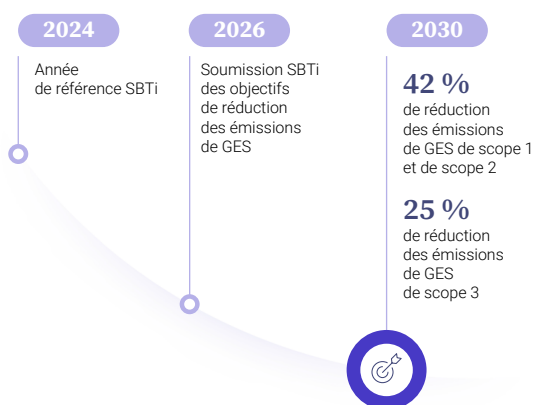 2024
Année
de référence SBTi
2026
Soumission SBTi
des objectifs
de réduction
des émissions
de GES
2030
42 %
de réduction
des émissions
de GES de scope 1
et de scope 2
25 %
de réduction
des émissions
de GES
de scope 3